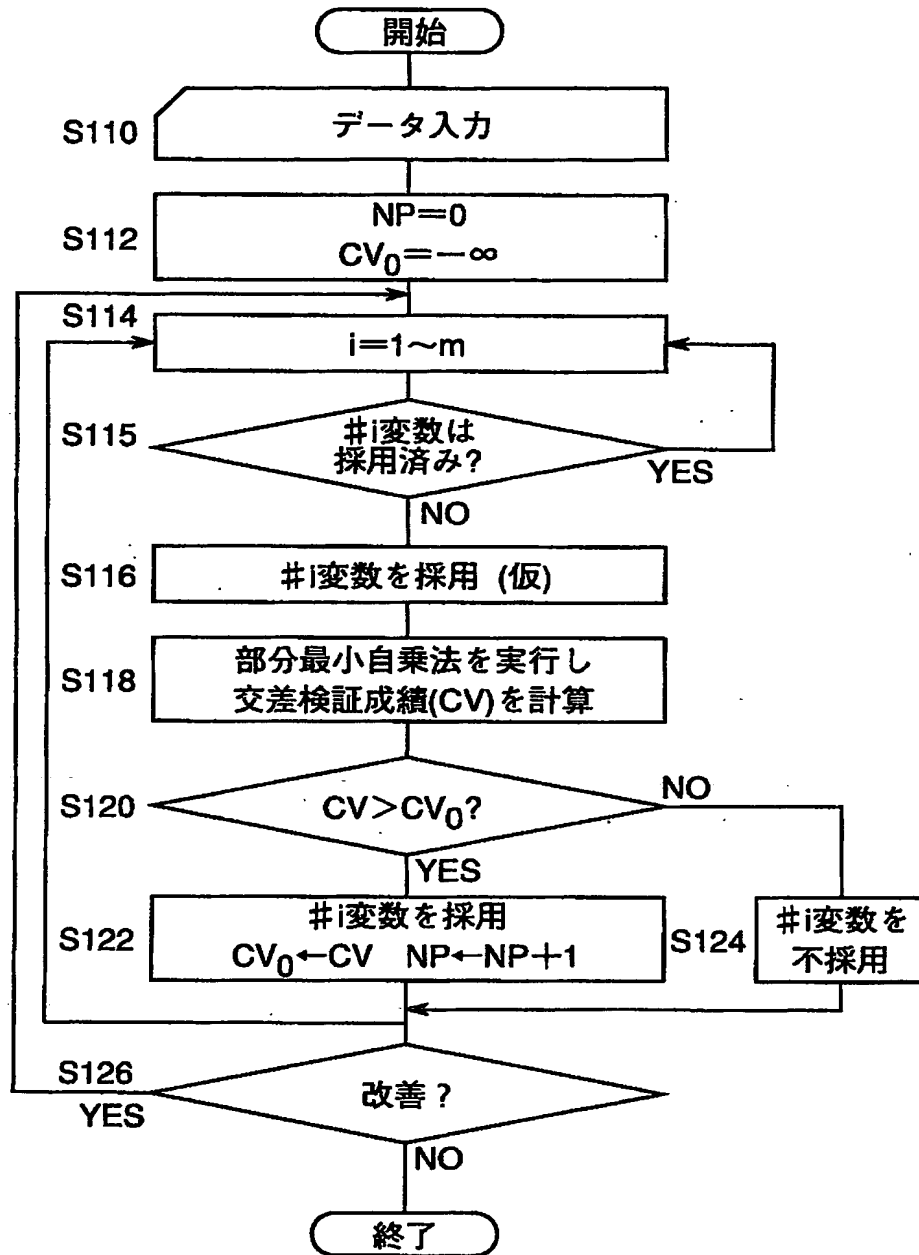 開始
S110
データ入力
S112
NP=0
CV₀=-∞
S114
i=1~m
S115
#i変数は
採用済み?
YES
NO
S116
#i変数を採用 (仮)
S118
部分最小自乗法を実行し
交差検証成績(CV)を計算
S120
CV>CV₀?
NO
YES
S122
#i変数を採用
CV₀←CV NP←NP+1
S124
#i変数を
不採用
S126
改善?
YES
NO
終了